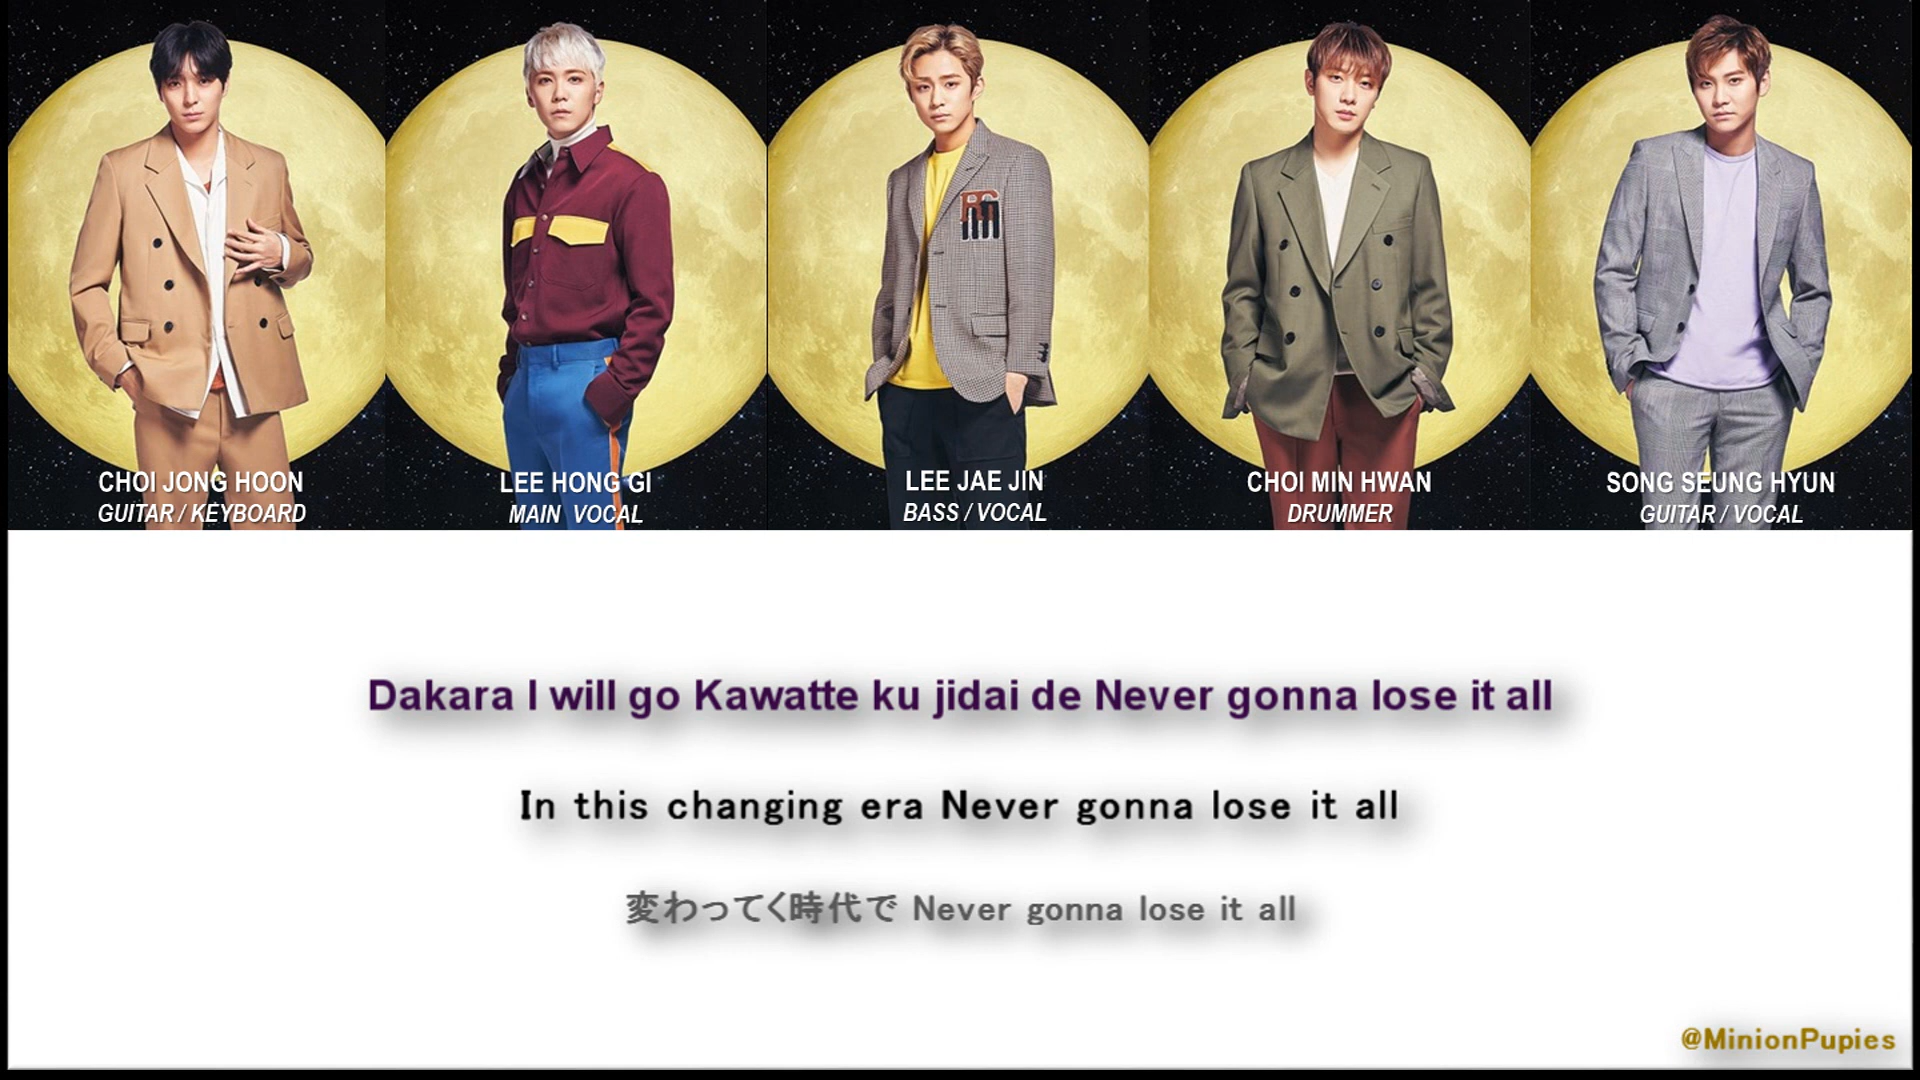 CHOI JONG HOON
GUITAR / KEYBOARD
LEE HONG GI
MAIN VOCAL
LEE JAE JIN
BASS / VOCAL
CHOI MIN HWAN
DRUMMER
SONG SEUNG HYUN
GUITAR / VOCAL
Dakara I will go Kawatte ku jidai de Never gonna lose it all
In this changing era Never gonna lose it all
変わってく時代で Never gonna lose it all
@MinionPupies